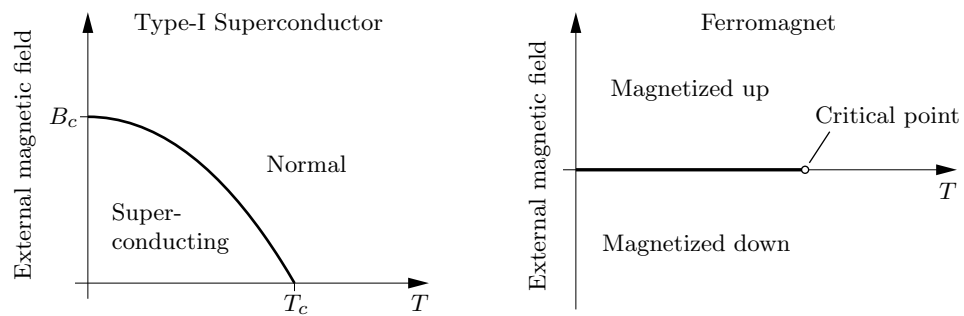 Type-I Superconductor
External magnetic field
B_c
Normal
Super-
conducting
T_c
T
Ferromagnet
External magnetic field
Magnetized up
Critical point
T
Magnetized down